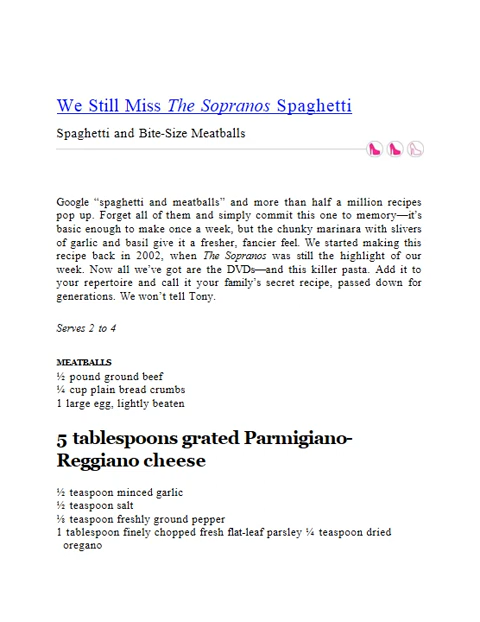 We Still Miss The Sopranos Spaghetti
Spaghetti and Bite-Size Meatballs
Google “spaghetti and meatballs” and more than half a million recipes
pop up. Forget all of them and simply commit this one to memory—it’s
basic enough to make once a week, but the chunky marinara with slivers
of garlic and basil give it a fresher, fancier feel. We started making this
recipe back in 2002, when The Sopranos was still the highlight of our
week. Now all we’ve got are the DVDs—and this killer pasta. Add it to
your repertoire and call it your family’s secret recipe, passed down for
generations. We won’t tell Tony.
Serves 2 to 4
MEATBALLS
½ pound ground beef
¼ cup plain bread crumbs
1 large egg, lightly beaten
5 tablespoons grated Parmigiano-
Reggiano cheese
½ teaspoon minced garlic
½ teaspoon salt
⅛ teaspoon freshly ground pepper
1 tablespoon finely chopped fresh flat-leaf parsley ¼ teaspoon dried
oregano